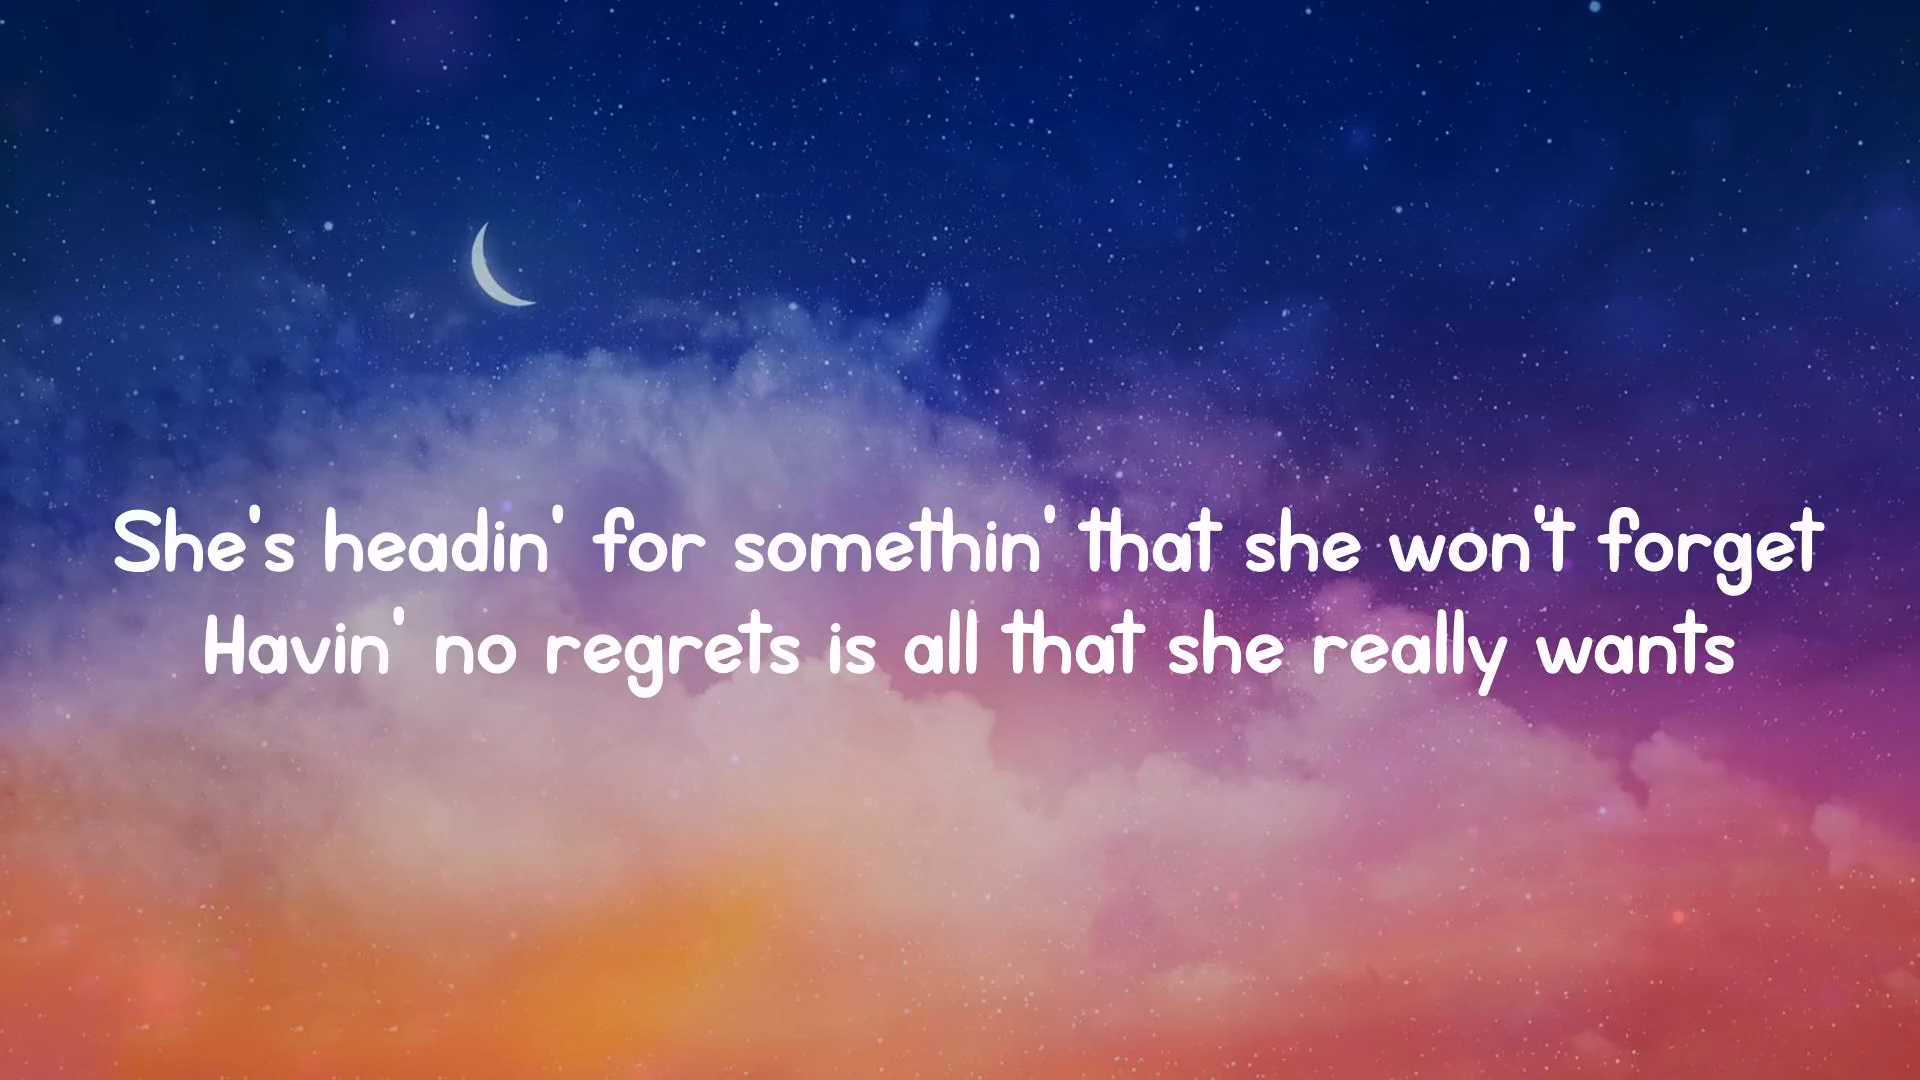 She's headin' for somethin' that she won't forget
Havin' no regrets is all that she really wants